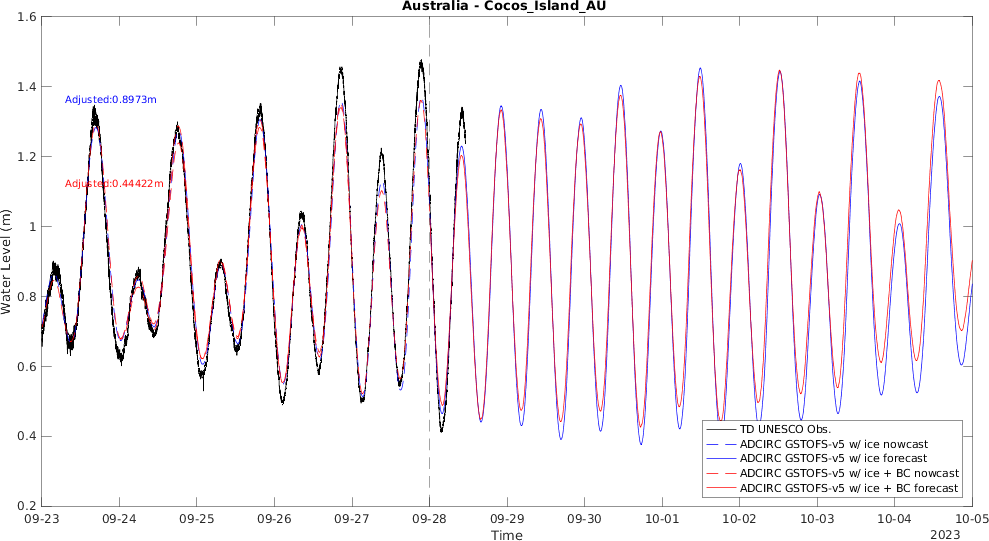 Australia - Cocos_Island_AU
1.6
1.4
1.2
1
0.8
0.6
0.4
0.2
Water Level (m)
Adjusted:0.8973m
Adjusted:0.44422m
TD UNESCO Obs.
ADCIRC GSTOFS-v5 w/ ice nowcast
ADCIRC GSTOFS-v5 w/ ice forecast
ADCIRC GSTOFS-v5 w/ ice + BC nowcast
ADCIRC GSTOFS-v5 w/ ice + BC forecast
09-23 09-24 09-25 09-26 09-27 09-28 09-29 09-30 10-01 10-02 10-03 10-04 10-05
Time
2023